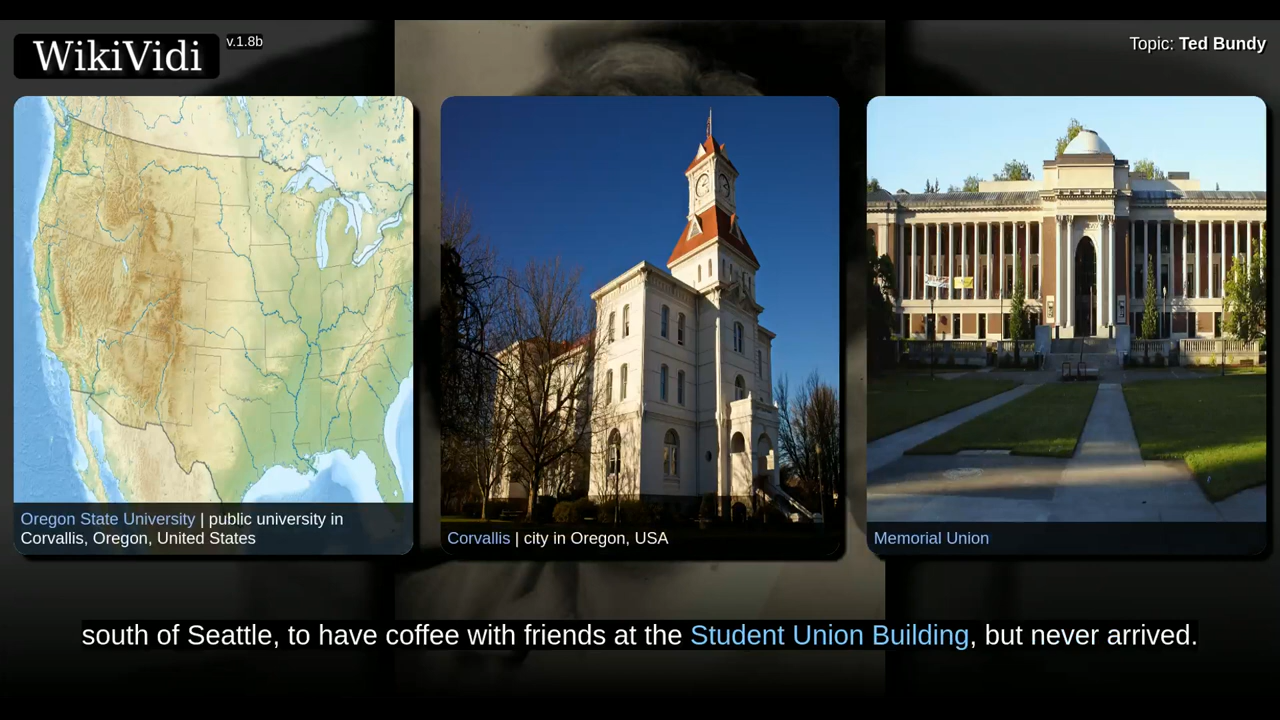 WikiVidi
v.1.8b
Topic: Ted Bundy
Oregon State University | public university in
Corvallis, Oregon, United States
Corvallis | city in Oregon, USA
Memorial Union
south of Seattle, to have coffee with friends at the Student Union Building, but never arrived.